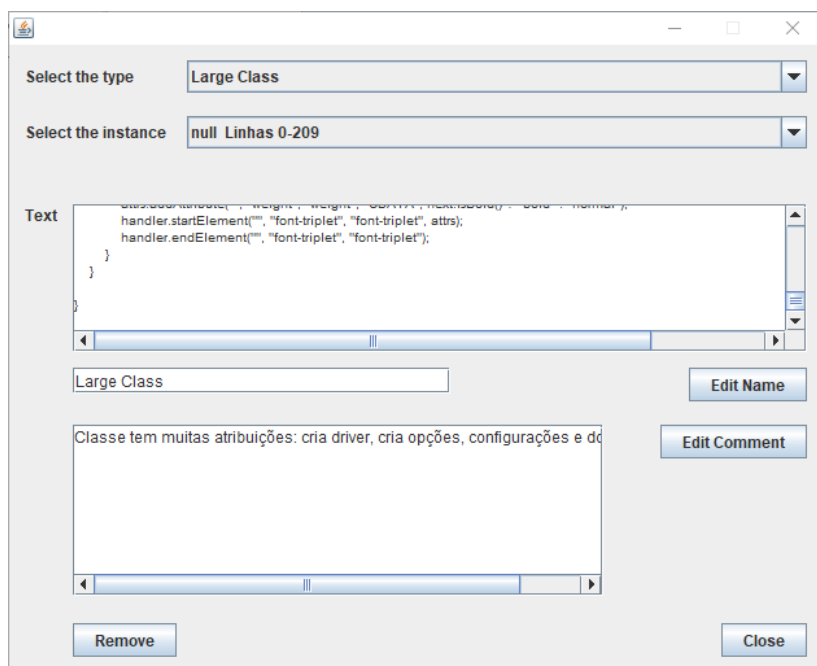 Select the type
Large Class
Select the instance
null Linhas 0-209
Text
handler.startElement("", "font-triplet", "font-triplet", attrs);
handler.endElement("", "font-triplet", "font-triplet");
}
}
}
Large Class
Edit Name
Classe tem muitas atribuições: cria driver, cria opções, configurações e do
Edit Comment
Remove
Close